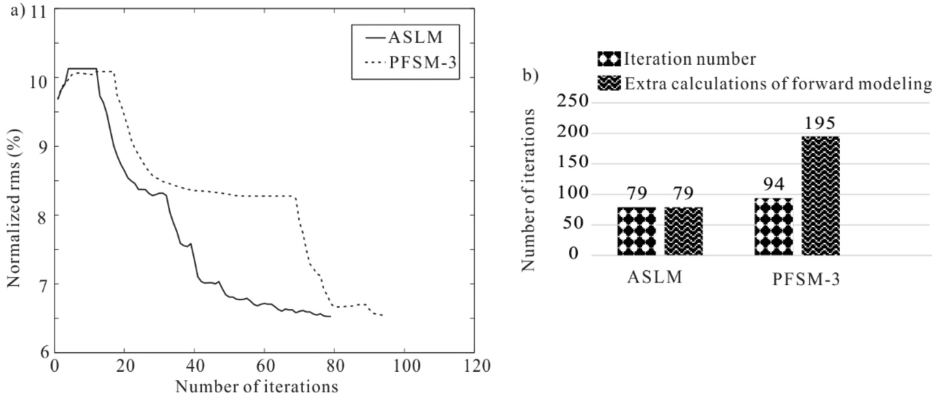 a)
11
10
9
8
7
6
Normalized rms (%)
ASLM
PFSM-3
0
20
40
60
80
100
120
Number of iterations
b)
Iteration number
Extra calculations of forward modeling
250
200
150
100
50
0
Number of iterations
79
79
94
195
ASLM
PFSM-3